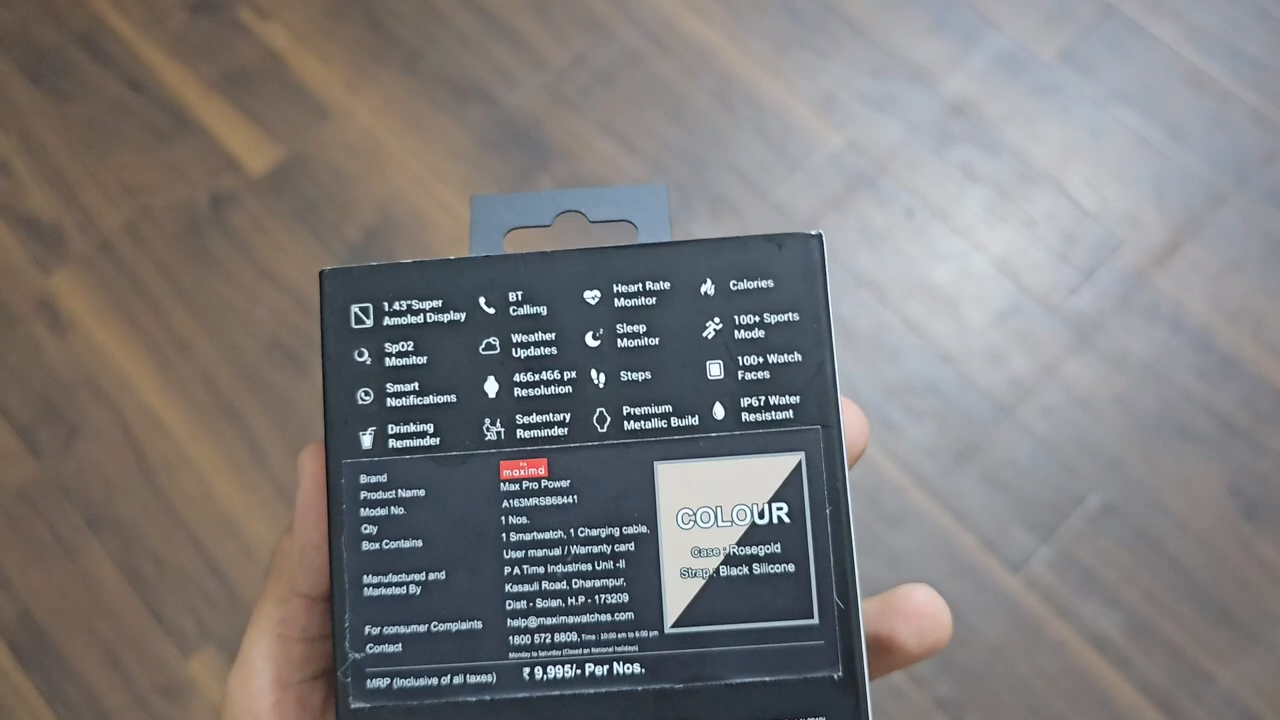 1.43"Super
Amoled Display
BT
Calling
Heart Rate
Monitor
Calories
SpO2
Monitor
Weather
Updates
Sleep
Monitor
100+ Sports
Mode
Smart
Notifications
466x466 px
Resolution
Steps
100+ Watch
Faces
Drinking
Reminder
Sedentary
Reminder
Premium
Metallic Build
IP67 Water
Resistant
Brand PA maxima
Product Name Max Pro Power
Model No. A163MRSB68441
Qty 1 Nos.
Box Contains 1 Smartwatch, 1 Charging cable,
User manual / Warranty card
Manufactured and
Marketed By
P A Time Industries Unit -II
Kasauli Road, Dharampur,
Distt - Solan, H.P - 173209
For consumer Complaints help@maximawatches.com
Contact 1800 572 8809, Time : 10:00 am to 6:00 pm
Monday to Saturday (Closed on National holidays)
MRP (Inclusive of all taxes) ₹ 9,995/- Per Nos.
COLOUR
Case : Rosegold
Strap : Black Silicone